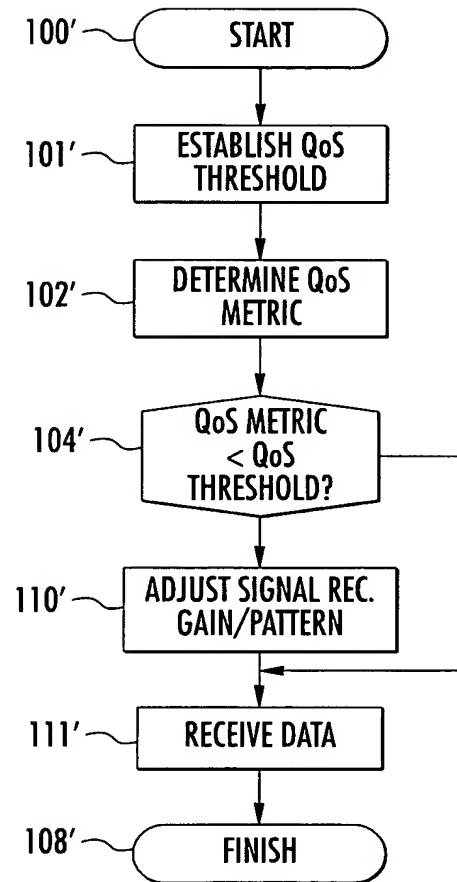 100' START
101' ESTABLISH QoS
THRESHOLD
102' DETERMINE QoS
METRIC
104' QoS METRIC
< QoS
THRESHOLD?
110' ADJUST SIGNAL REC.
GAIN/PATTERN
111' RECEIVE DATA
108' FINISH